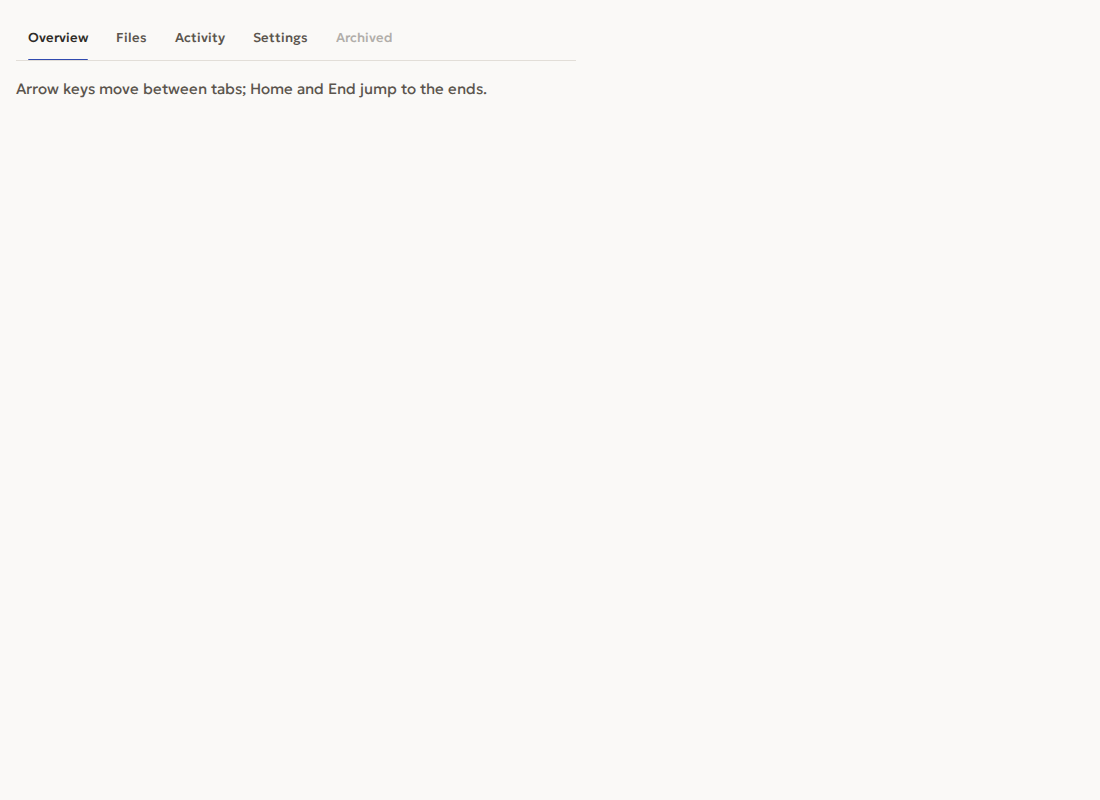 Overview Files Activity Settings Archived
Arrow keys move between tabs; Home and End jump to the ends.